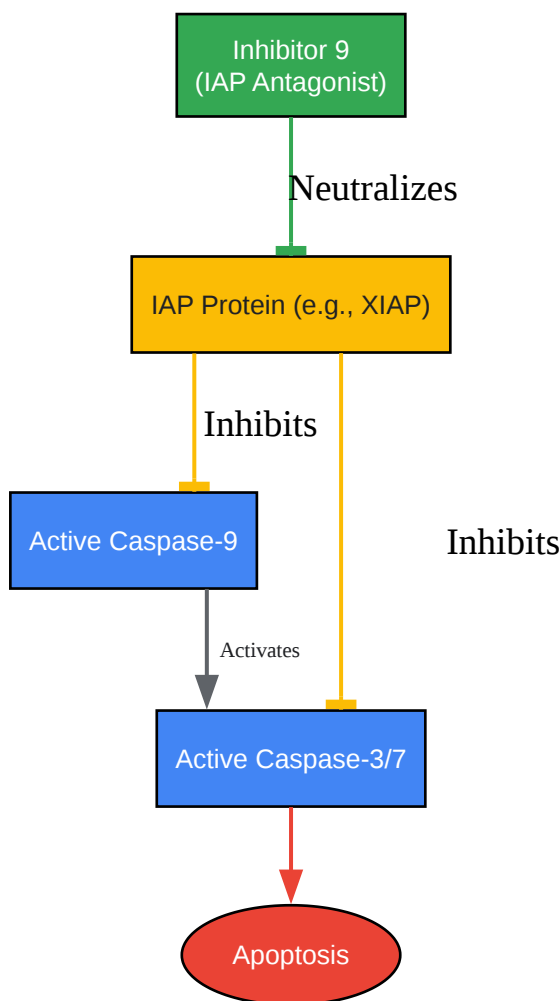 Inhibitor 9
(IAP Antagonist)
Neutralizes
IAP Protein (e.g., XIAP)
Inhibits
Active Caspase-9
Inhibits
Activates
Active Caspase-3/7
Apoptosis